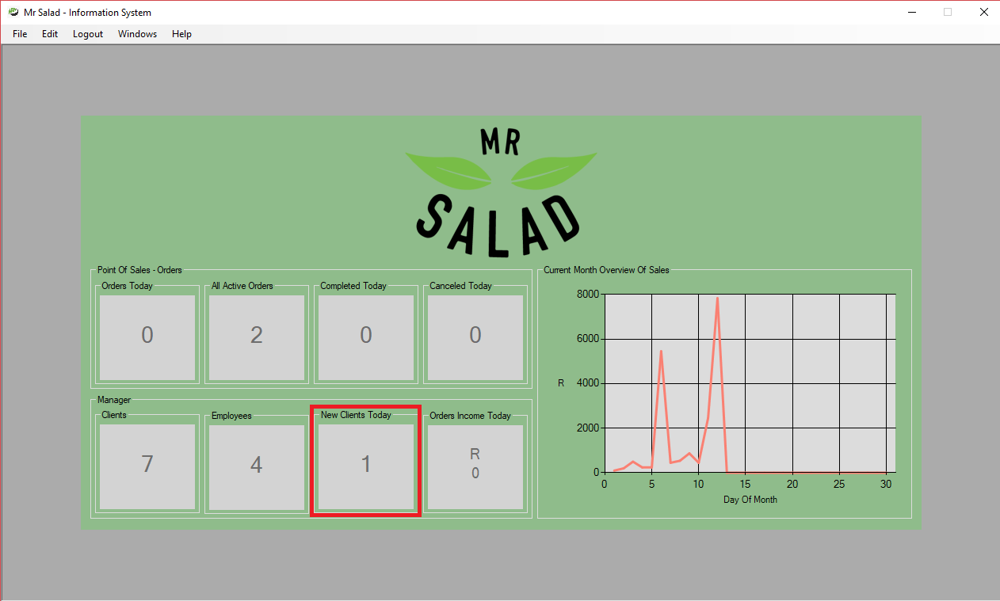 Mr Salad - Information System
File Edit Logout Windows Help
MR
SALAD
Point Of Sales - Orders
Orders Today
All Active Orders
Completed Today
Canceled Today
0
2
0
0
Manager
Clients
Employees
New Clients Today
Orders Income Today
7
4
1
R
0
Current Month Overview Of Sales
8000
6000
R
4000
2000
0
0 5 10 15 20 25 30
Day Of Month